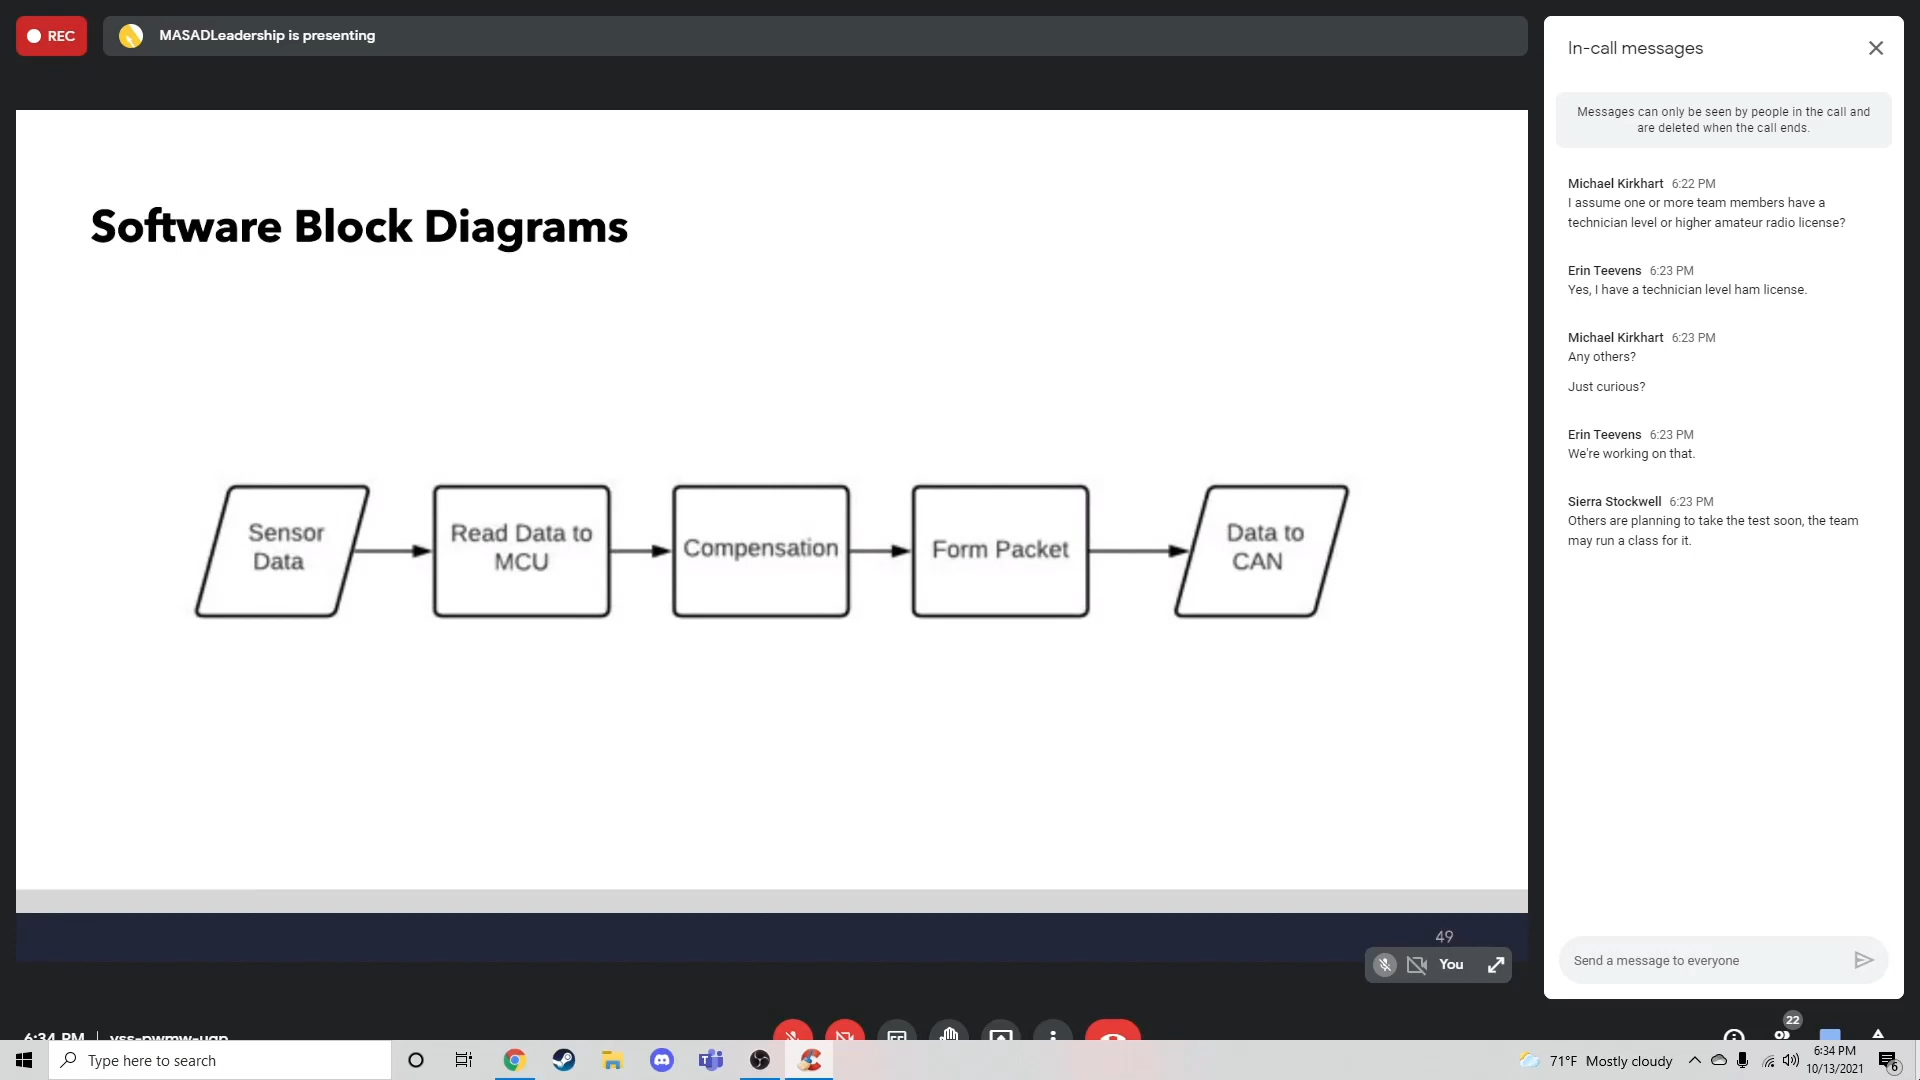 REC
MASADLeadership is presenting
Software Block Diagrams
Sensor
Data
Read Data to
MCU
Compensation
Form Packet
Data to
CAN
49
You
In-call messages
Messages can only be seen by people in the call and
are deleted when the call ends.
Michael Kirkhart 6:22 PM
I assume one or more team members have a
technician level or higher amateur radio license?
Erin Teevens 6:23 PM
Yes, I have a technician level ham license.
Michael Kirkhart 6:23 PM
Any others?
Just curious?
Erin Teevens 6:23 PM
We're working on that.
Sierra Stockwell 6:23 PM
Others are planning to take the test soon, the team
may run a class for it.
Send a message to everyone
6:34 PM
22
Type here to search
71°F Mostly cloudy
6:34 PM
10/13/2021
6